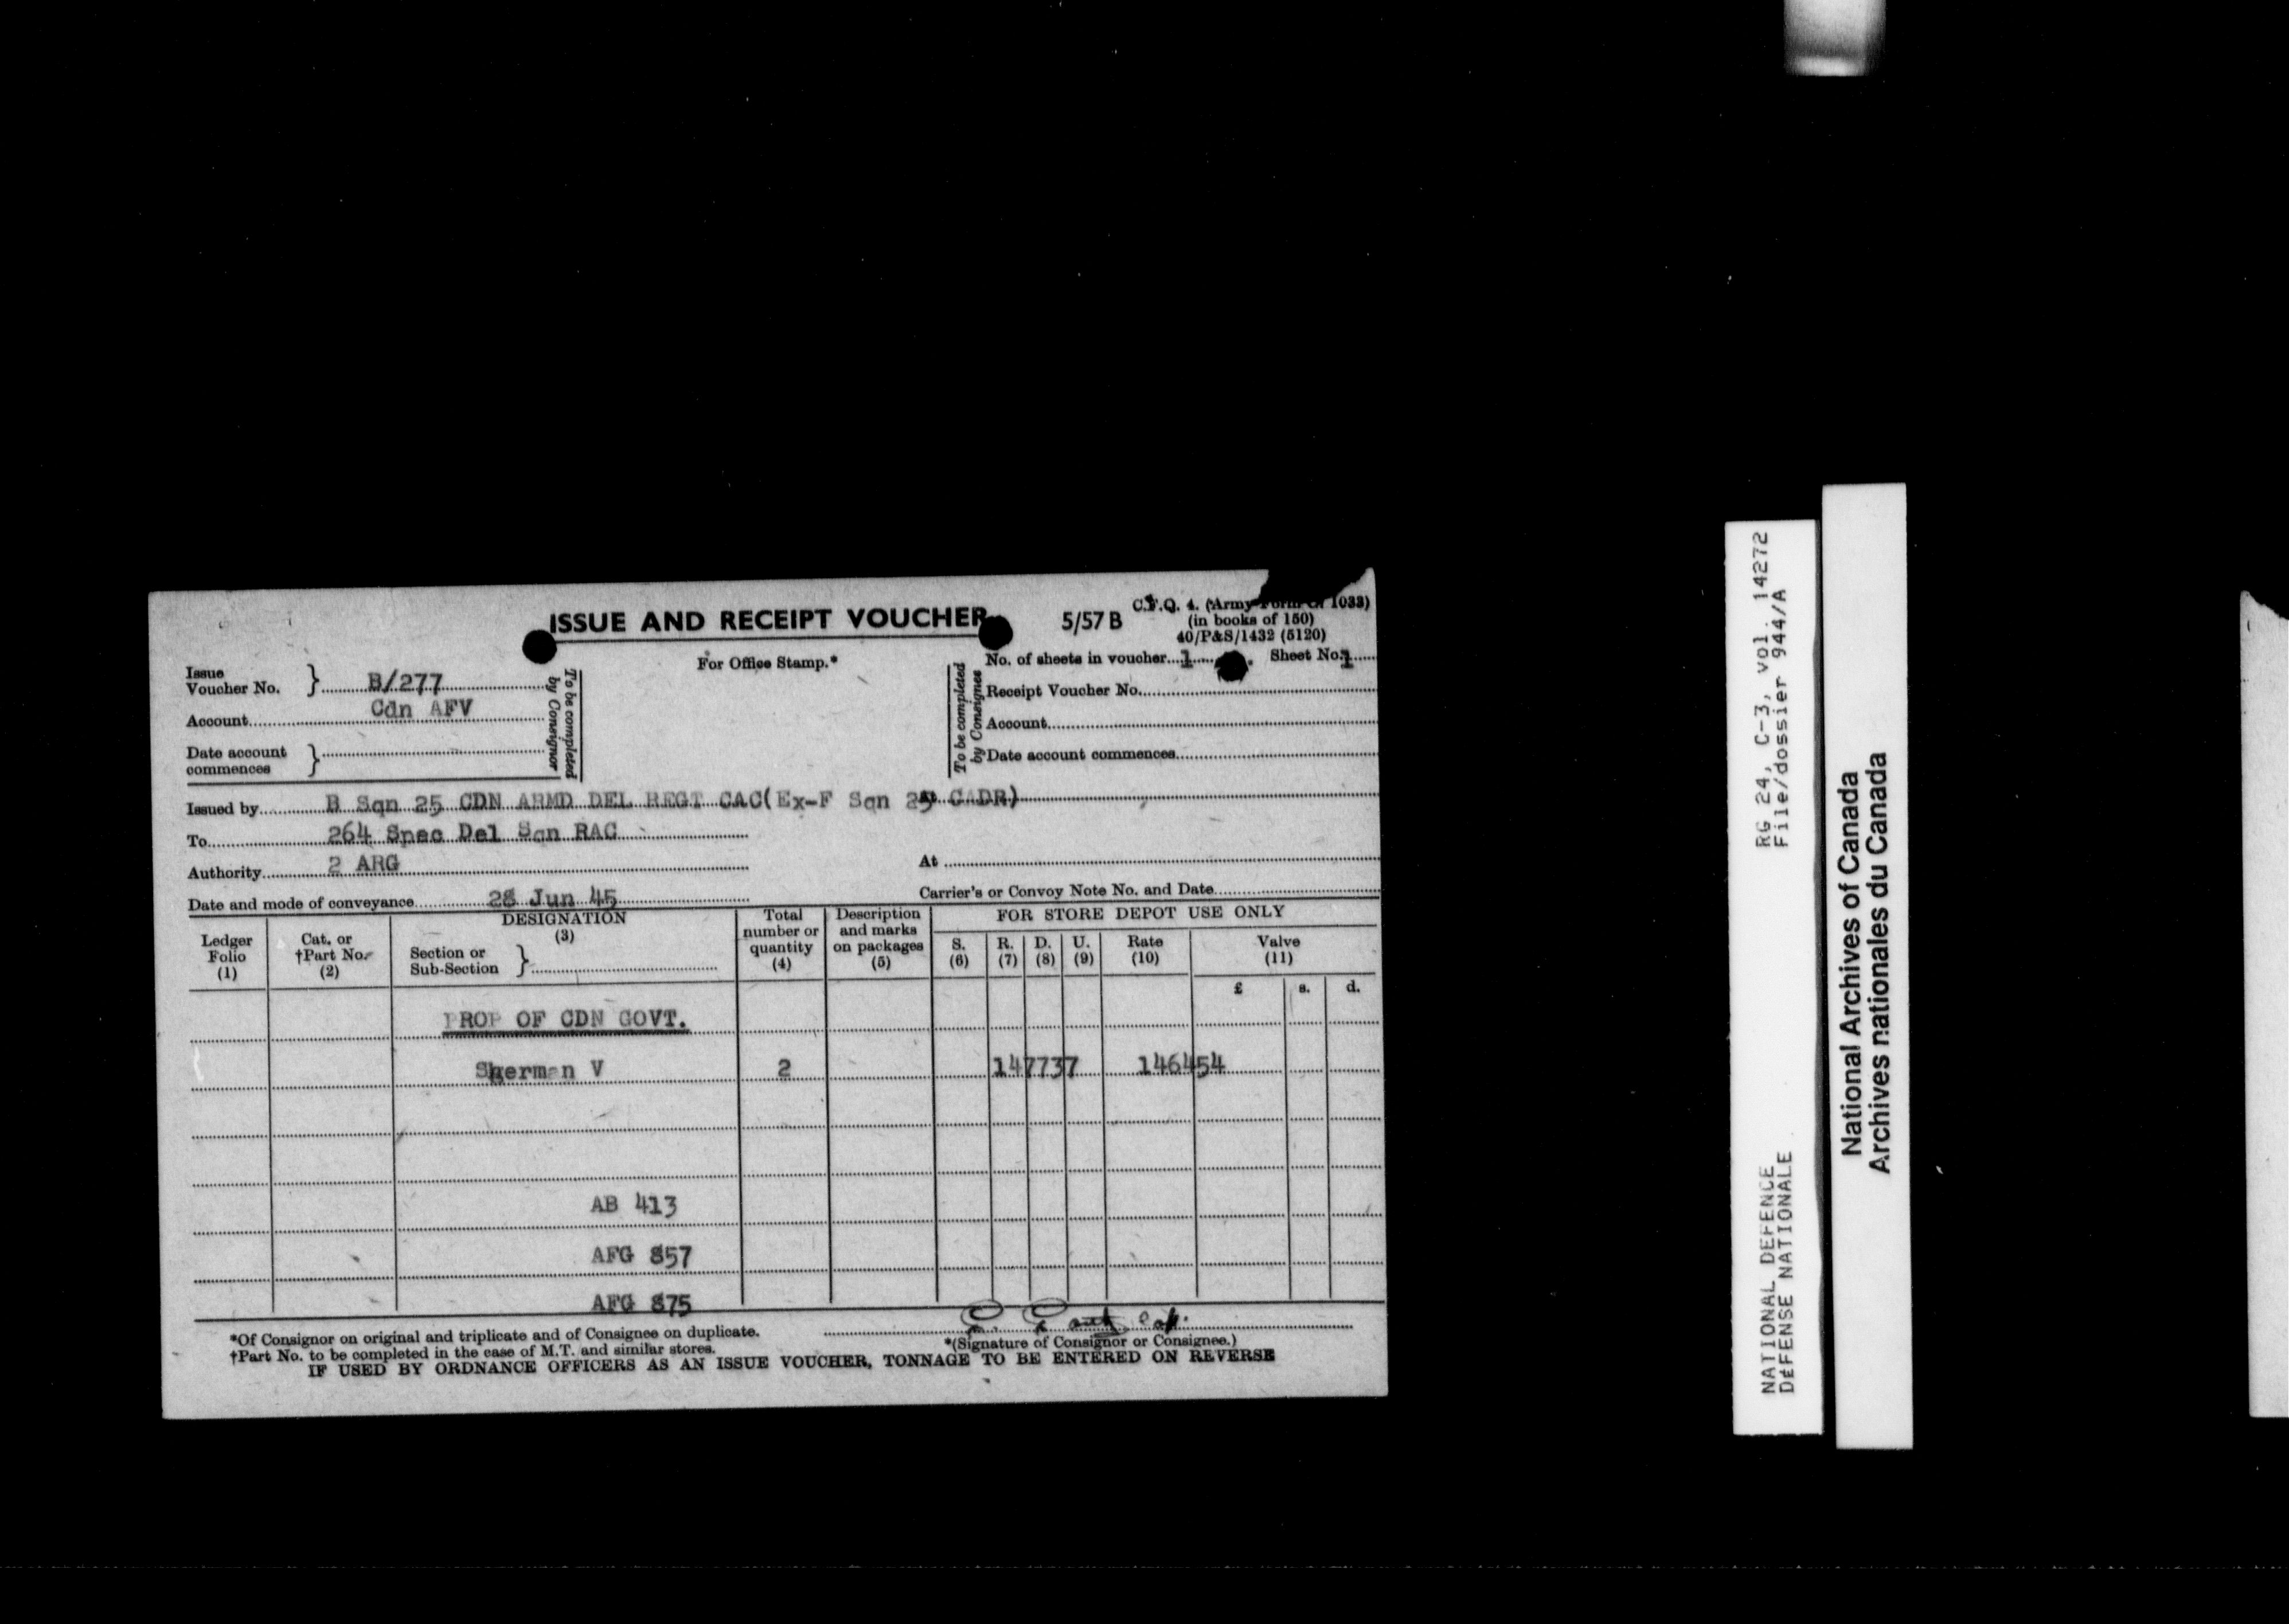 ISSUE AND RECEIPT VOUCHER
5/57 B
C.F.Q. 4. (Army Form 1033)
(in books of 150)
40/P&S/1432 (5120)
For Office Stamp.*
No. of sheets in voucher 1 Sheet No. 1
Issue
Voucher No. } B/277
Account Cdn AFV
Date account
commences }
To be completed
by Consignor
To be completed
by Consignee
Receipt Voucher No.
Account
Date account commences
Issued by B Sqn 25 CDN ARMD DEL REGT CAC(Ex-F Sqn 25 CADR)
To 264 Spec Del Sqn RAC
Authority 2 ARG
At
Date and mode of conveyance 28 Jun 45
Carrier's or Convoy Note No. and Date
Ledger
Folio
(1)
Cat. or
†Part No.
(2)
DESIGNATION
(3)
Section or
Sub-Section }
Total
number or
quantity
(4)
Description
and marks
on packages
(5)
FOR STORE DEPOT USE ONLY
S.
(6)
R.
(7)
D.
(8)
U.
(9)
Rate
(10)
Valve
(11)
£ s. d.
PROP OF CDN GOVT.
Sherman V 2 147737 146454
AB 413
AFG 857
AFG 875
*Of Consignor on original and triplicate and of Consignee on duplicate.
†Part No. to be completed in the case of M.T. and similar stores.
*(Signature of Consignor or Consignee.)
IF USED BY ORDNANCE OFFICERS AS AN ISSUE VOUCHER, TONNAGE TO BE ENTERED ON REVERSE
RG 24, C-3, vol. 14272
File/dossier 944/A
NATIONAL DEFENCE
DÉFENSE NATIONALE
National Archives of Canada
Archives nationales du Canada